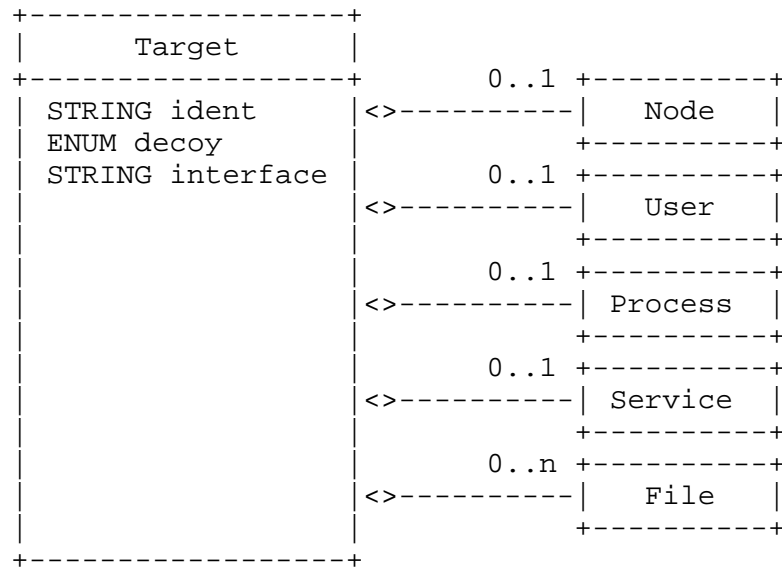 Target
0..1
STRING ident
Node
ENUM decoy
STRING interface
0..1
User
0..1
Process
0..1
Service
0..n
File